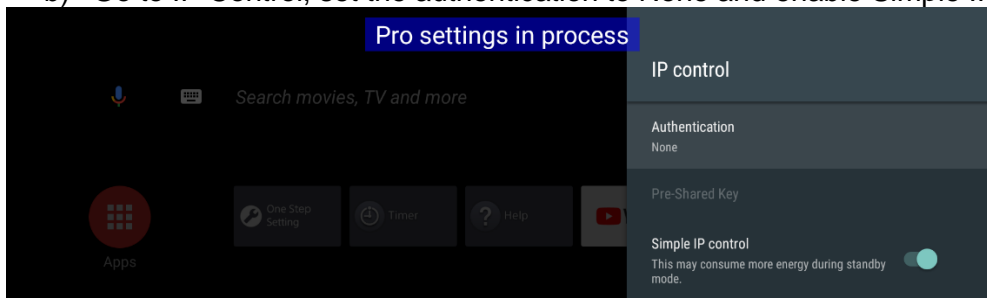 Pro settings in process
IP control
Search movies, TV and more
Authentication
None
Pre-Shared Key
One Step
Setting
Timer
Help
Simple IP control
This may consume more energy during standby
mode.
Apps